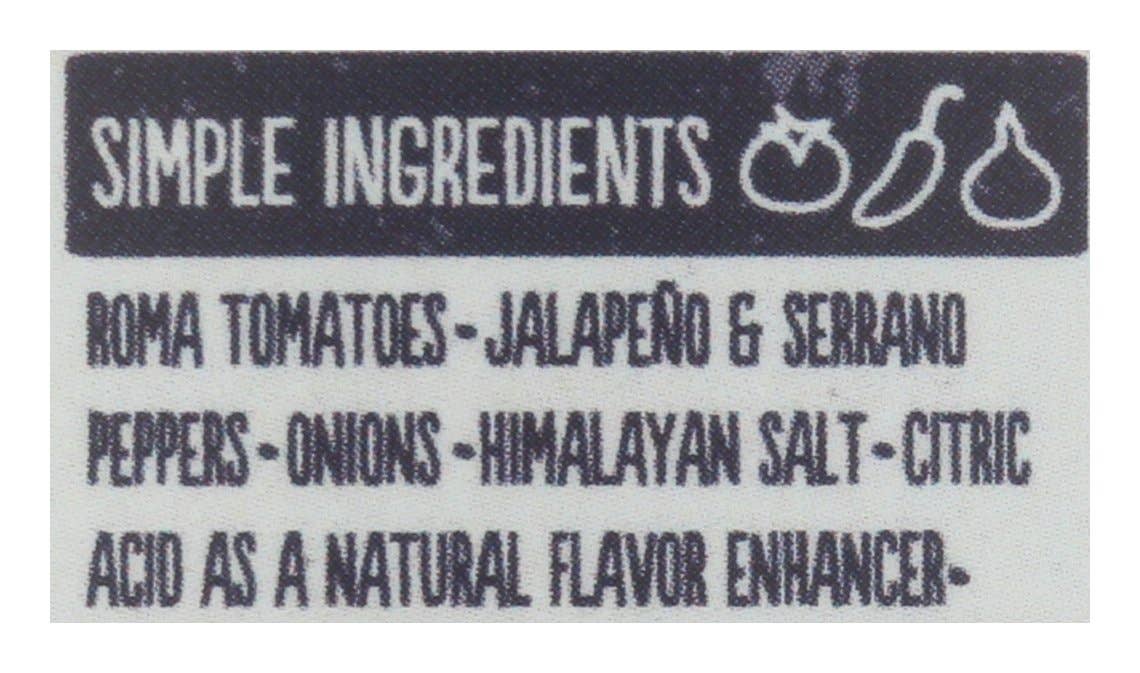 SIMPLE INGREDIENTS
ROMA TOMATOES•JALAPEÑO & SERRANO
PEPPERS•ONIONS•HIMALAYAN SALT•CITRIC
ACID AS A NATURAL FLAVOR ENHANCER•